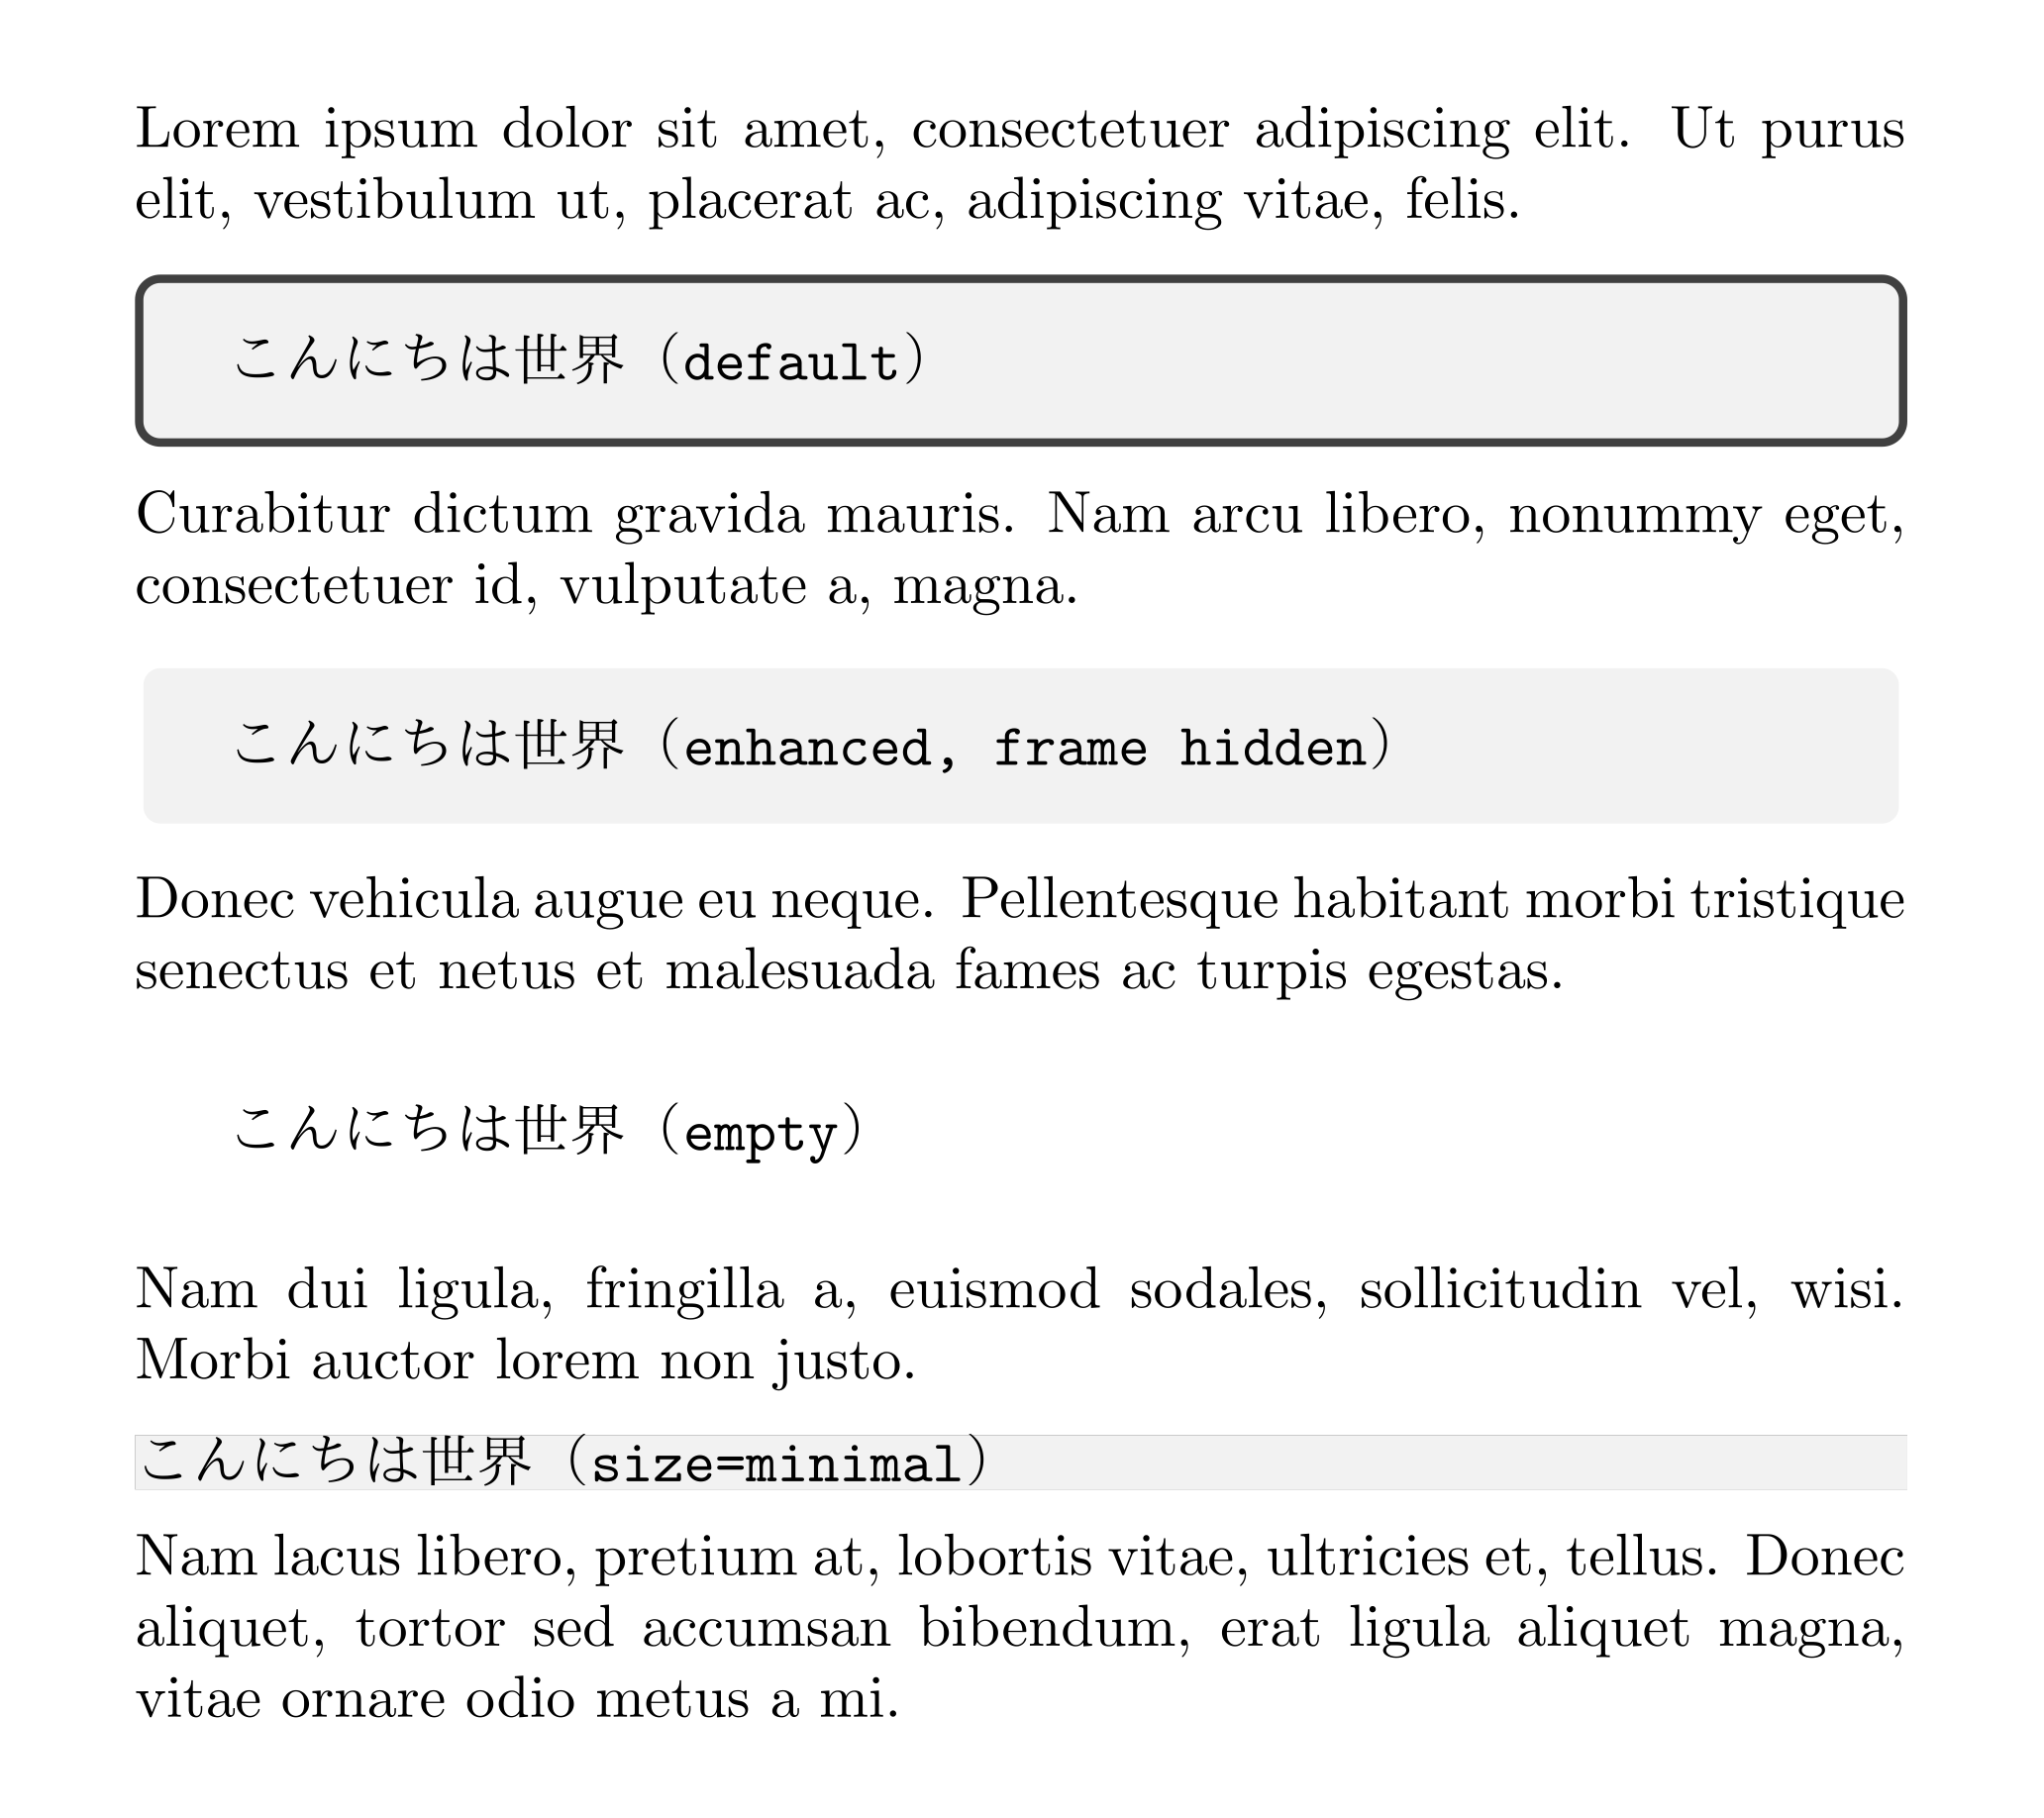 Lorem ipsum dolor sit amet, consectetuer adipiscing elit. Ut purus
elit, vestibulum ut, placerat ac, adipiscing vitae, felis.
こんにちは世界（default）
Curabitur dictum gravida mauris. Nam arcu libero, nonummy eget,
consectetuer id, vulputate a, magna.
こんにちは世界（enhanced, frame hidden）
Donec vehicula augue eu neque. Pellentesque habitant morbi tristique
senectus et netus et malesuada fames ac turpis egestas.
こんにちは世界（empty）
Nam dui ligula, fringilla a, euismod sodales, sollicitudin vel, wisi.
Morbi auctor lorem non justo.
こんにちは世界（size=minimal）
Nam lacus libero, pretium at, lobortis vitae, ultricies et, tellus. Donec
aliquet, tortor sed accumsan bibendum, erat ligula aliquet magna,
vitae ornare odio metus a mi.